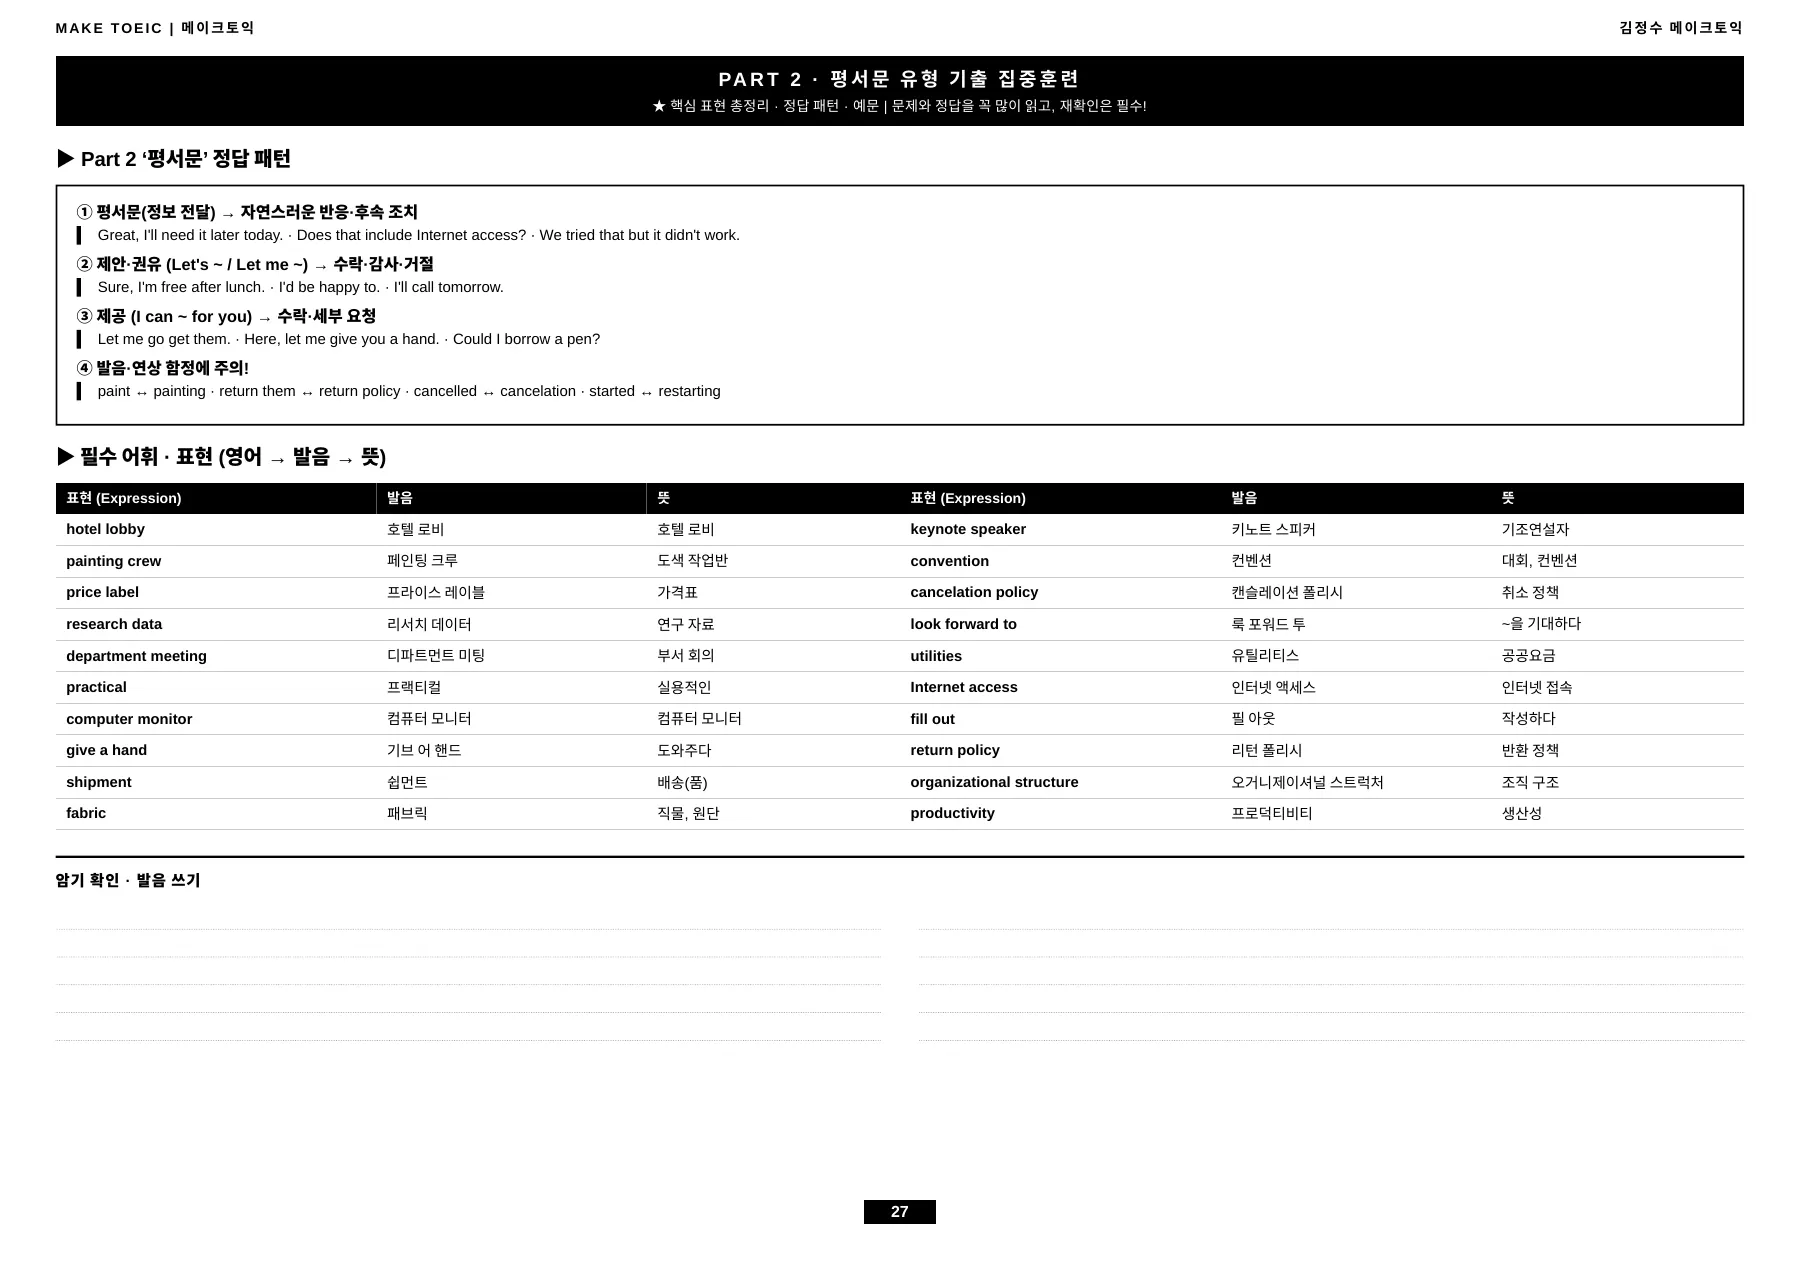 MAKE TOEIC | 메이크토익
김정수 메이크토익
PART 2 · 평서문 유형 기출 집중훈련
★ 핵심 표현 총정리 · 정답 패턴 · 예문 | 문제와 정답을 꼭 많이 읽고, 재확인은 필수!
▶ Part 2 ‘평서문’ 정답 패턴
① 평서문(정보 전달) → 자연스러운 반응·후속 조치
Great, I'll need it later today. · Does that include Internet access? · We tried that but it didn't work.
② 제안·권유 (Let's ~ / Let me ~) → 수락·감사·거절
Sure, I'm free after lunch. · I'd be happy to. · I'll call tomorrow.
③ 제공 (I can ~ for you) → 수락·세부 요청
Let me go get them. · Here, let me give you a hand. · Could I borrow a pen?
④ 발음·연상 함정에 주의!
paint ↔ painting · return them ↔ return policy · cancelled ↔ cancelation · started ↔ restarting
▶ 필수 어휘 · 표현 (영어 → 발음 → 뜻)
표현 (Expression) 발음 뜻 표현 (Expression) 발음 뜻
hotel lobby 호텔 로비 호텔 로비 keynote speaker 키노트 스피커 기조연설자
painting crew 페인팅 크루 도색 작업반 convention 컨벤션 대회, 컨벤션
price label 프라이스 레이블 가격표 cancelation policy 캔슬레이션 폴리시 취소 정책
research data 리서치 데이터 연구 자료 look forward to 룩 포워드 투 ~을 기대하다
department meeting 디파트먼트 미팅 부서 회의 utilities 유틸리티스 공공요금
practical 프랙티컬 실용적인 Internet access 인터넷 액세스 인터넷 접속
computer monitor 컴퓨터 모니터 컴퓨터 모니터 fill out 필 아웃 작성하다
give a hand 기브 어 핸드 도와주다 return policy 리턴 폴리시 반환 정책
shipment 쉽먼트 배송(품) organizational structure 오거니제이셔널 스트럭처 조직 구조
fabric 패브릭 직물, 원단 productivity 프로덕티비티 생산성
암기 확인 · 발음 쓰기
27